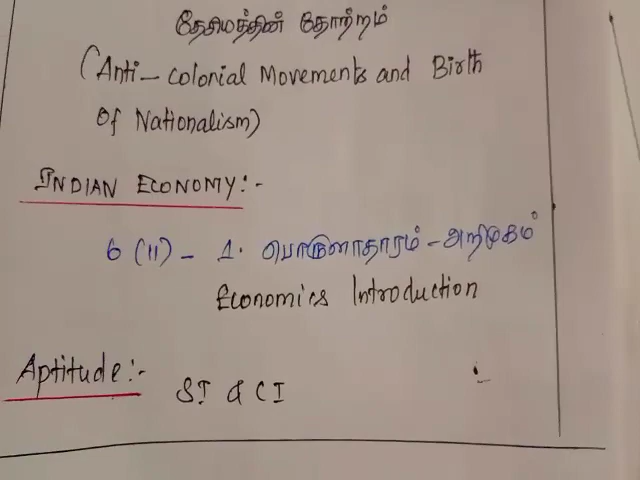 தேசியத்தின் தோற்றம்
(Anti-colonial Movements and Birth
Of Nationalism)
INDIAN ECONOMY:-
6 (II) - 1. பொருளாதாரம் - அறிமுகம்
Economics Introduction
Aptitude:-
SI & CI